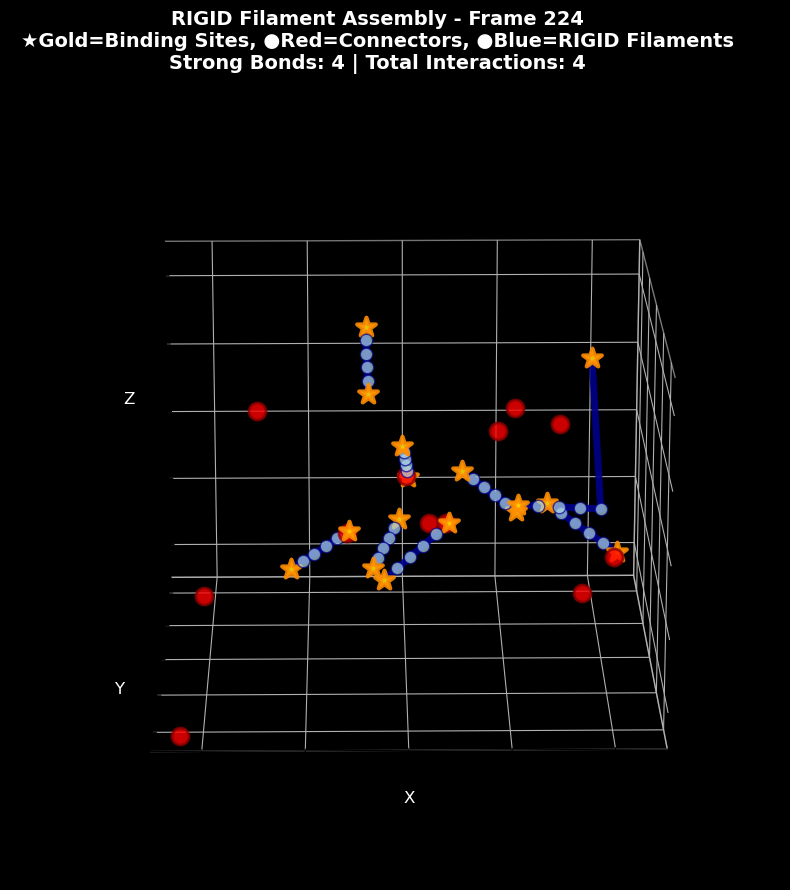 RIGID Filament Assembly - Frame 224
★Gold=Binding Sites, ●Red=Connectors, ●Blue=RIGID Filaments
Strong Bonds: 4 | Total Interactions: 4
Z
Y
X